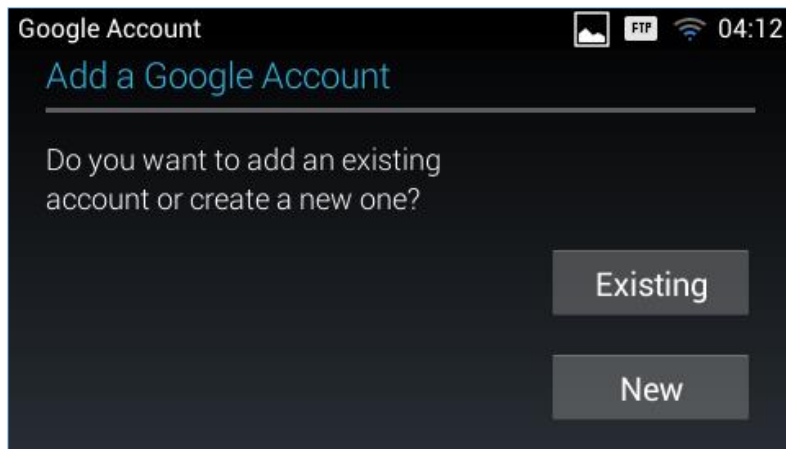 Google Account FTP 04:12
Add a Google Account
Do you want to add an existing
account or create a new one?
Existing
New